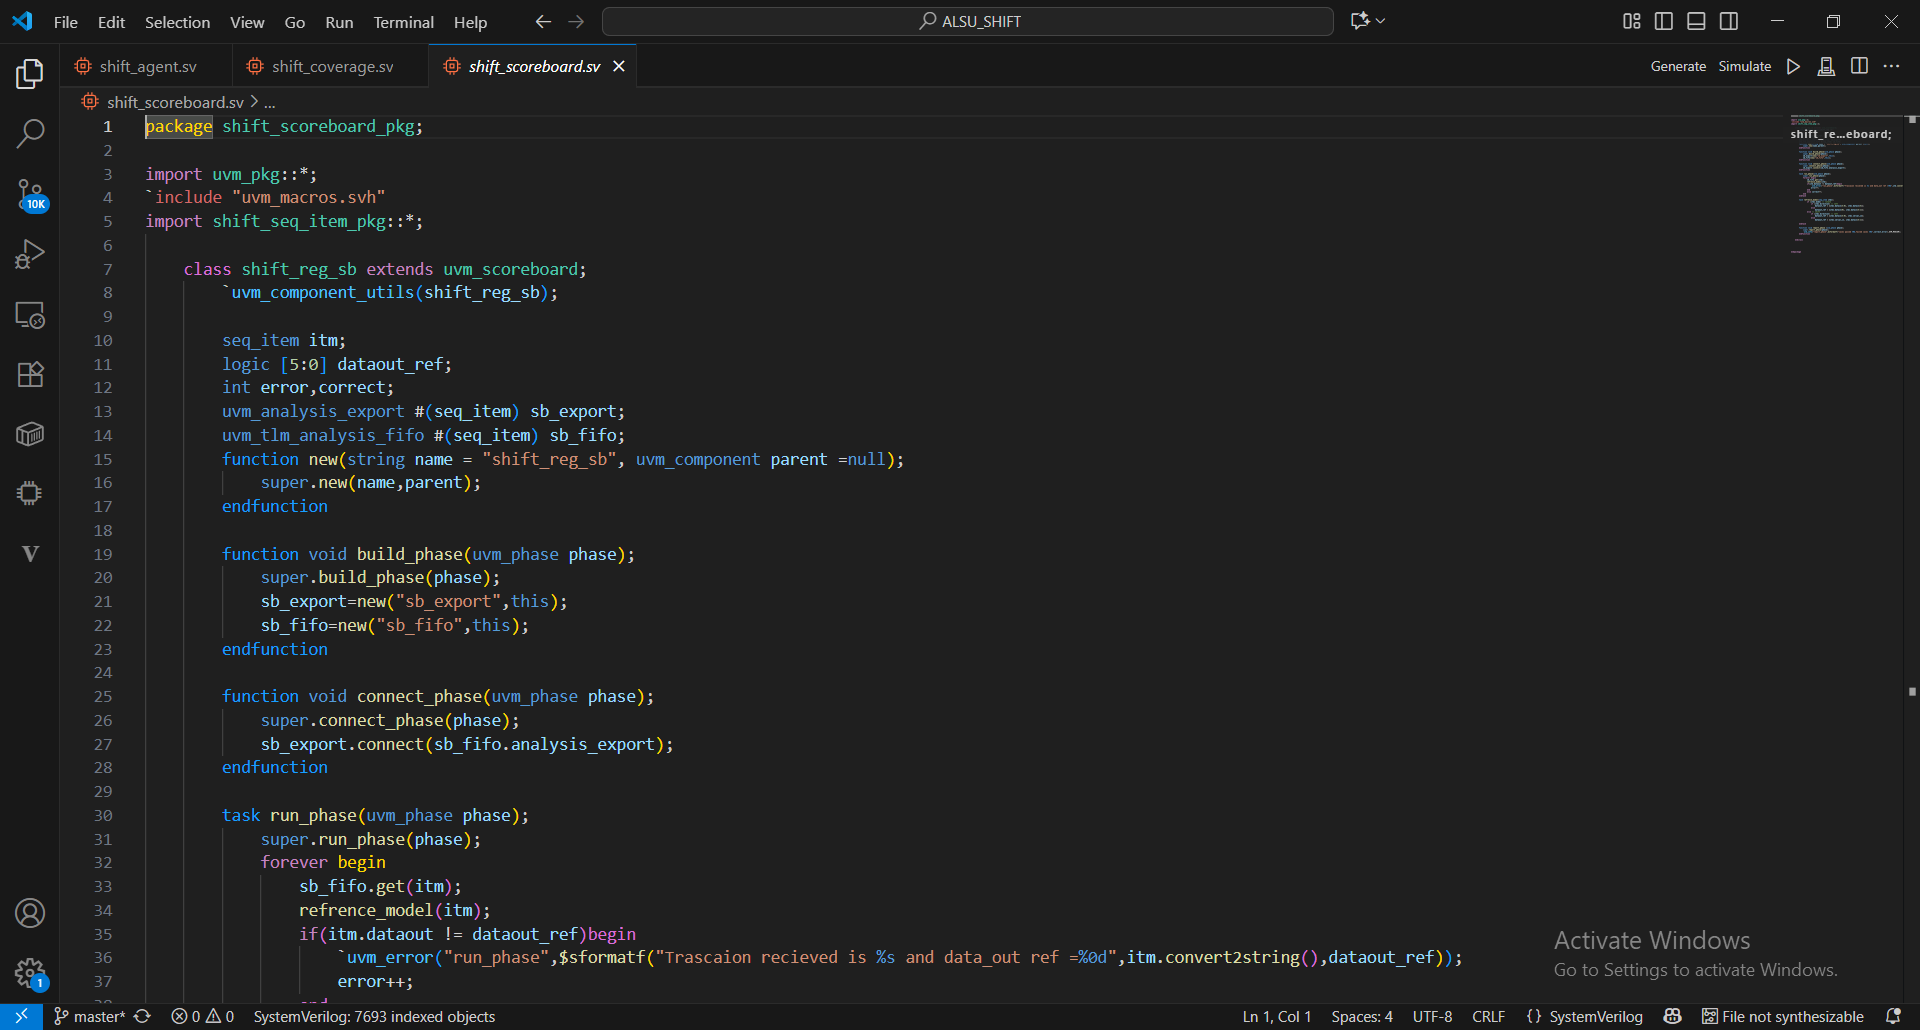 File Edit Selection View Go Run Terminal Help
ALSU_SHIFT
shift_agent.sv shift_coverage.sv shift_scoreboard.sv
Generate Simulate
shift_scoreboard.sv > ...
1 package shift_scoreboard_pkg;
2
3 import uvm_pkg::*;
4 `include "uvm_macros.svh"
5 import shift_seq_item_pkg::*;
6
7 class shift_reg_sb extends uvm_scoreboard;
8 `uvm_component_utils(shift_reg_sb);
9
10 seq_item itm;
11 logic [5:0] dataout_ref;
12 int error,correct;
13 uvm_analysis_export #(seq_item) sb_export;
14 uvm_tlm_analysis_fifo #(seq_item) sb_fifo;
15 function new(string name = "shift_reg_sb", uvm_component parent =null);
16 super.new(name,parent);
17 endfunction
18
19 function void build_phase(uvm_phase phase);
20 super.build_phase(phase);
21 sb_export=new("sb_export",this);
22 sb_fifo=new("sb_fifo",this);
23 endfunction
24
25 function void connect_phase(uvm_phase phase);
26 super.connect_phase(phase);
27 sb_export.connect(sb_fifo.analysis_export);
28 endfunction
29
30 task run_phase(uvm_phase phase);
31 super.run_phase(phase);
32 forever begin
33 sb_fifo.get(itm);
34 refrence_model(itm);
35 if(itm.dataout != dataout_ref)begin
36 `uvm_error("run_phase",$sformatf("Trascaion recieved is %s and data_out ref =%0d",itm.convert2string(),dataout_ref));
37 error++;
38 end
shift_re...eboard;
10K
1
Activate Windows
Go to Settings to activate Windows.
master* 0 0 SystemVerilog: 7693 indexed objects
Ln 1, Col 1 Spaces: 4 UTF-8 CRLF {} SystemVerilog File not synthesizable